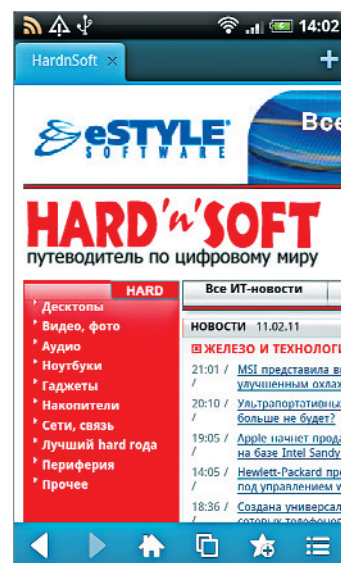 14:02
HardnSoft
eSTYLE
SOFTWARE
HARD'n'SOFT
путеводитель по цифровому миру
HARD
Десктопы
Видео, фото
Аудио
Ноутбуки
Гаджеты
Накопители
Сети, связь
Лучший hard года
Периферия
Прочее
Все ИТ-новости
НОВОСТИ 11.02.11
ЖЕЛЕЗО И ТЕХНОЛОГИ
21:01 / MSI представила
/ улучшенным охлаж
20:10 / Ультрапортативны
/ больше не будет?
19:05 / Apple начнет прода
/ на базе Intel Sandy
14:05 / Hewlett-Packard
/ под управлением
18:36 / Создана универсал